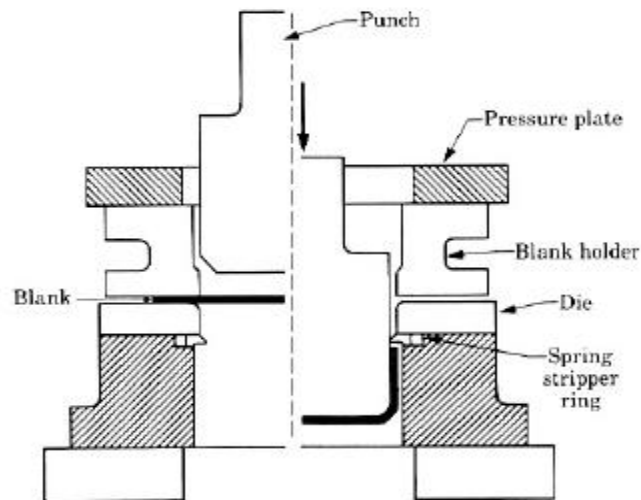 Punch
Pressure plate
Blank holder
Blank
Die
Spring
stripper
ring